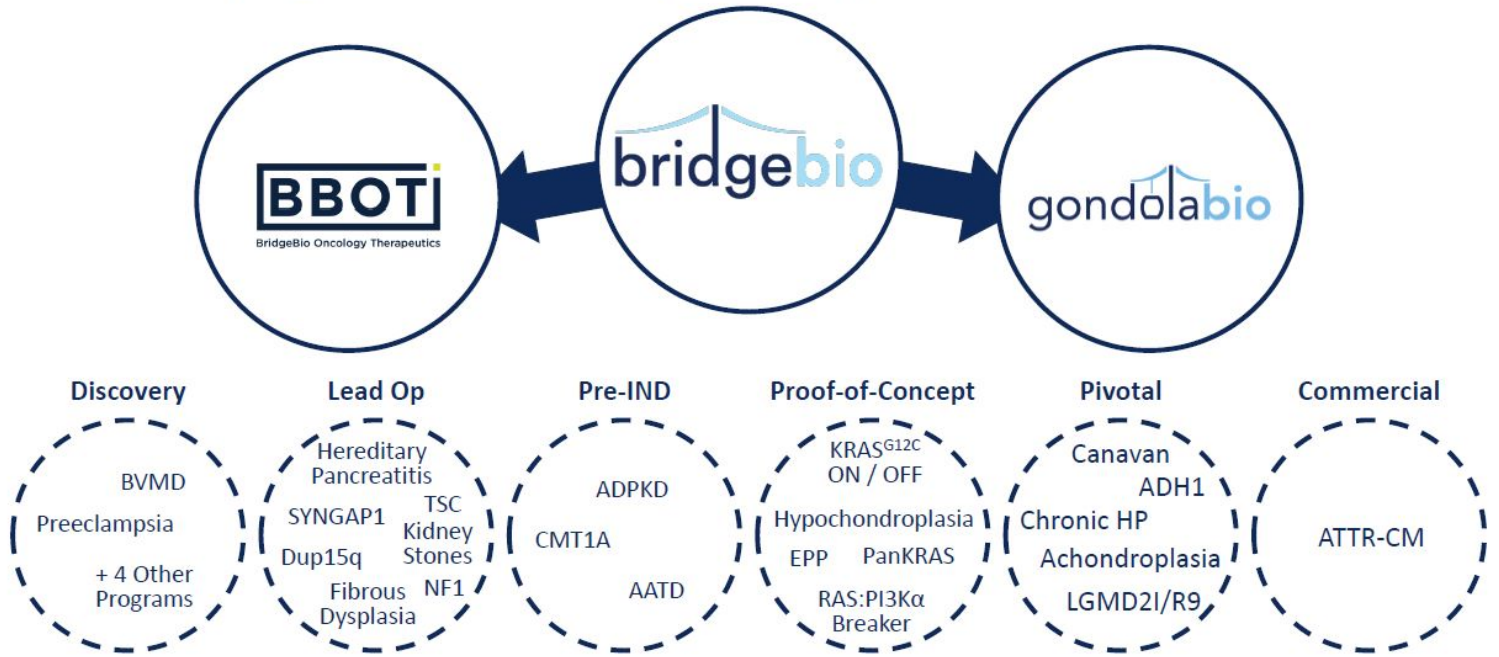 BBOTi
BridgeBio Oncology Therapeutics
bridgebio
gondolabio
Discovery
BVMD
Preeclampsia
+ 4 Other
Programs
Lead Op
Hereditary
Pancreatitis
SYNGAP1
TSC
Kidney
Stones
Dup15q
NF1
Fibrous
Dysplasia
Pre-IND
ADPKD
CMT1A
AATD
Proof-of-Concept
KRASᴳ¹²ᶜ
ON / OFF
Hypochondroplasia
EPP
PanKRAS
RAS:PI3Kα
Breaker
Pivotal
Canavan
ADH1
Chronic HP
Achondroplasia
LGMD2I/R9
Commercial
ATTR-CM